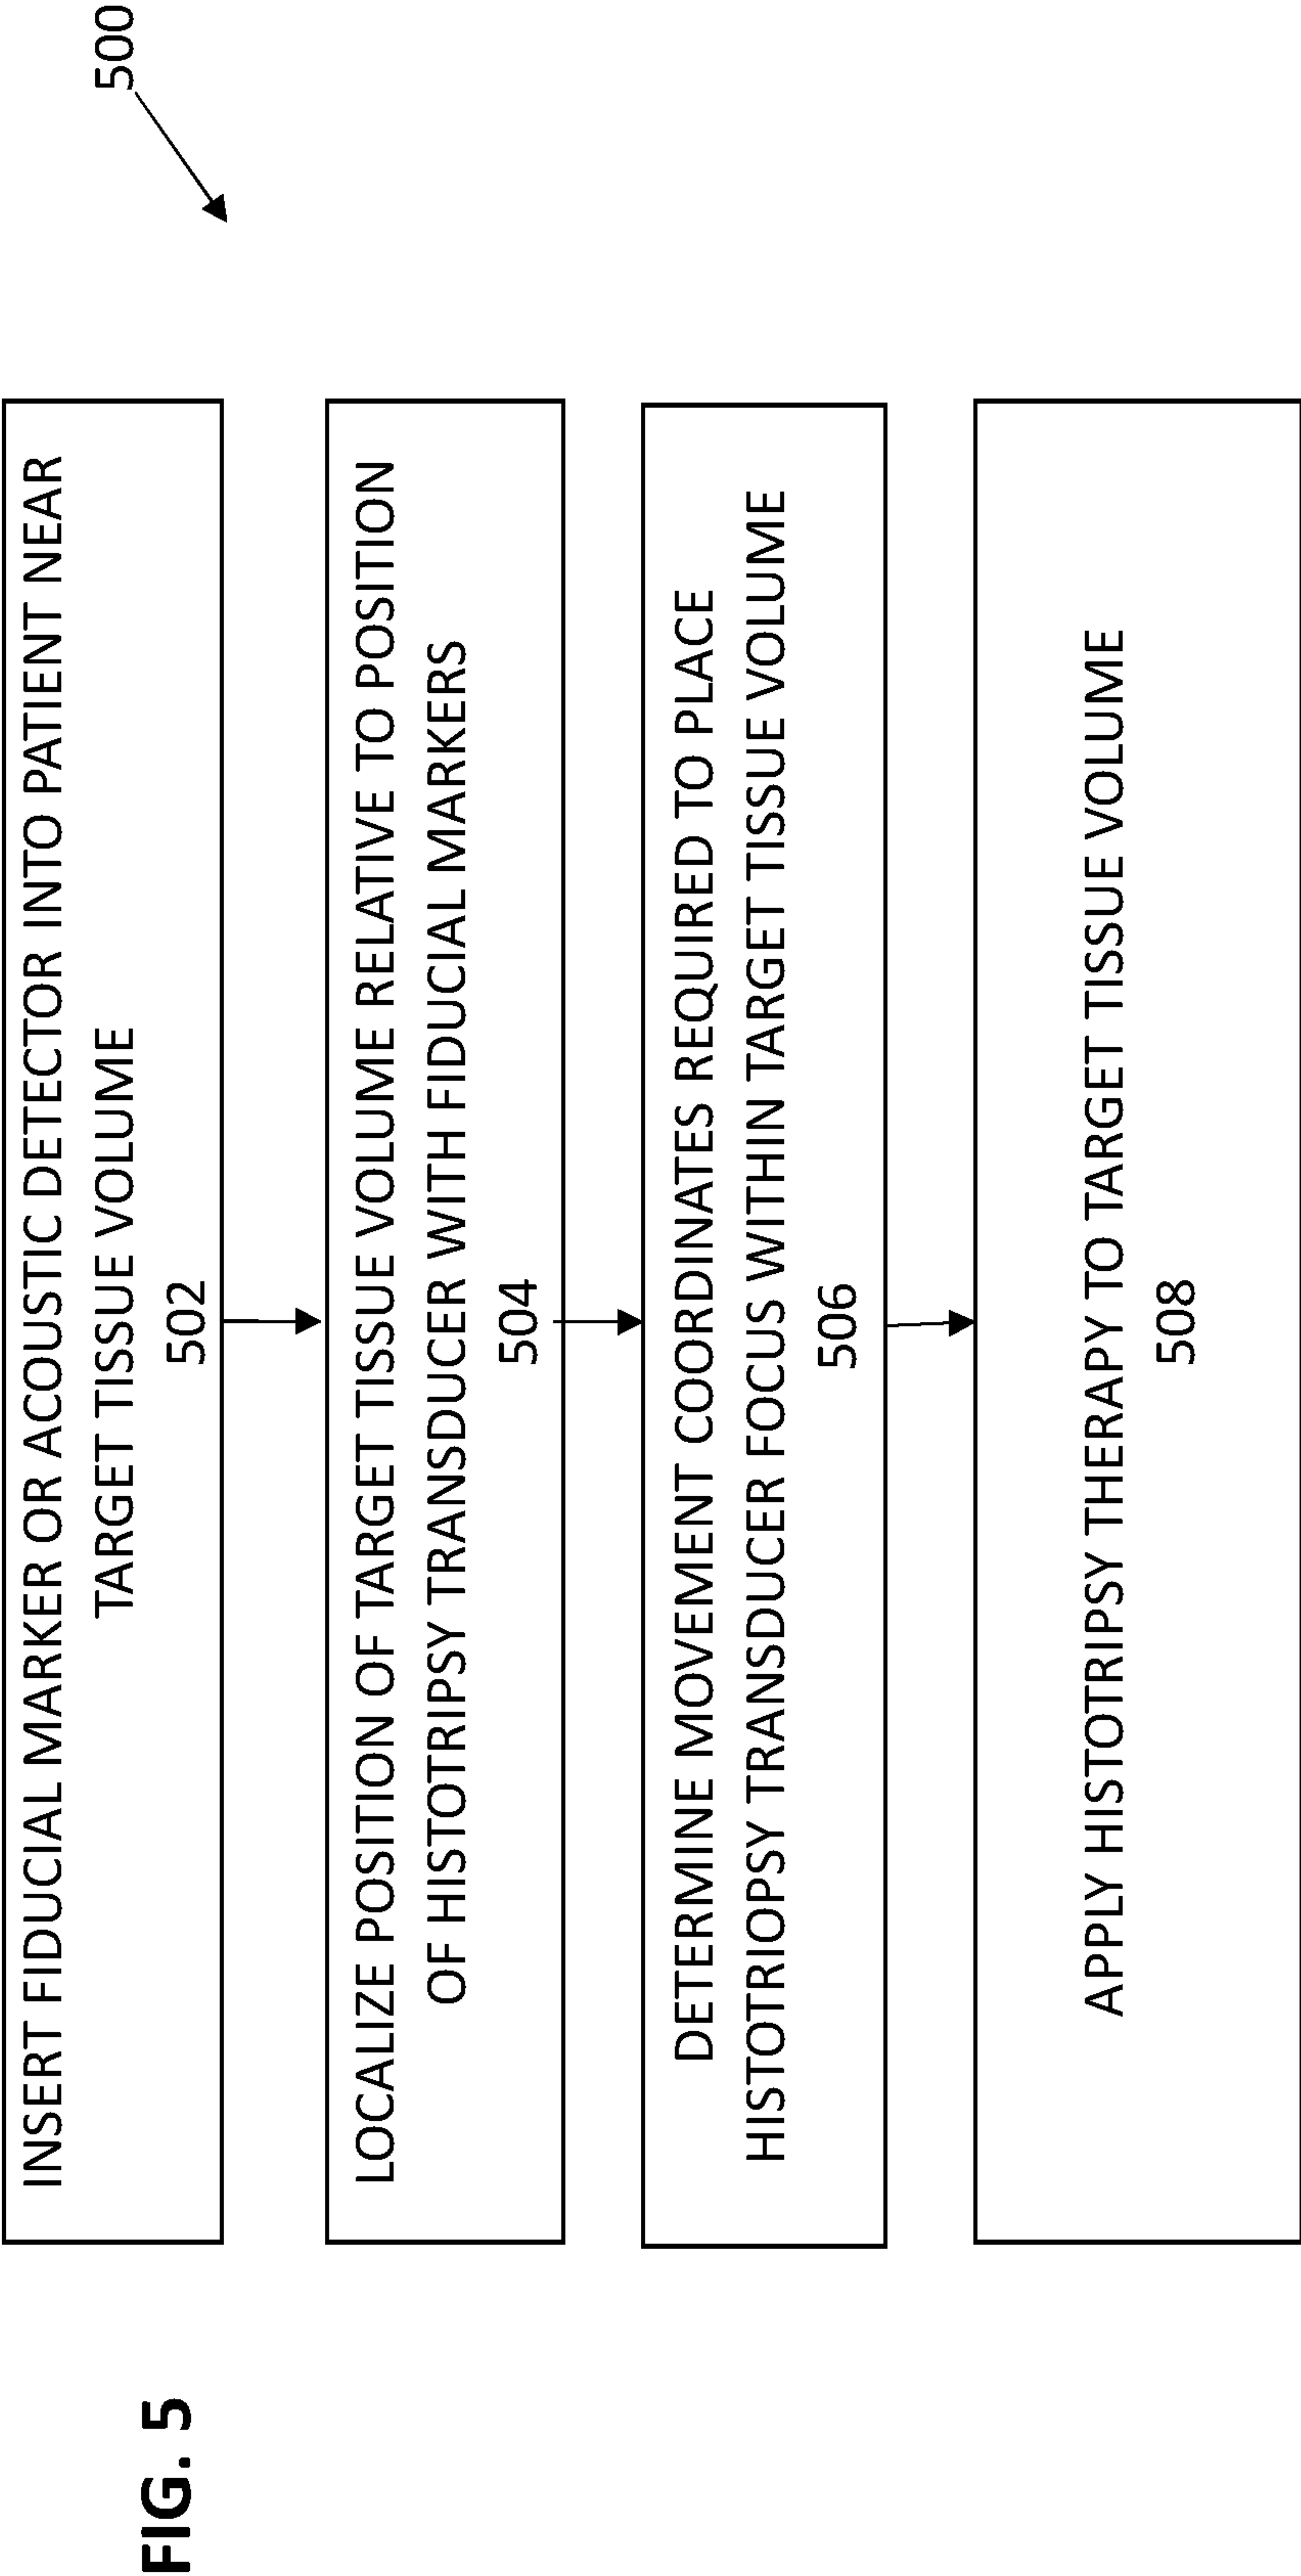 500
INSERT FIDUCIAL MARKER OR ACOUSTIC DETECTOR INTO PATIENT NEAR
TARGET TISSUE VOLUME
502
LOCALIZE POSITION OF TARGET TISSUE VOLUME RELATIVE TO POSITION
OF HISTOTRIPSY TRANSDUCER WITH FIDUCIAL MARKERS
504
DETERMINE MOVEMENT COORDINATES REQUIRED TO PLACE
HISTOTRIOPSY TRANSDUCER FOCUS WITHIN TARGET TISSUE VOLUME
506
APPLY HISTOTRIPSY THERAPY TO TARGET TISSUE VOLUME
508
FIG. 5